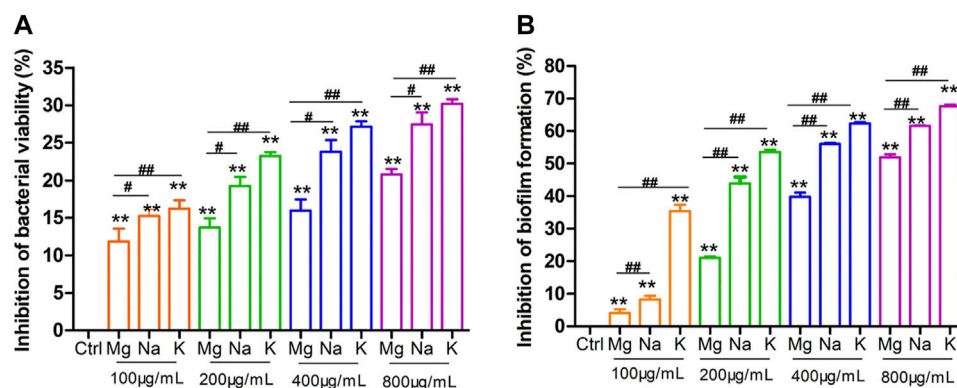 A
Inhibition of bacterial viability (%)
35
30
25
20
15
10
5
0
## ## ## ##
# # # #
** ** ** ** ** ** ** ** ** ** ** **
Ctrl Mg Na K Mg Na K Mg Na K Mg Na K
100μg/mL 200μg/mL 400μg/mL 800μg/mL
B
Inhibition of biofilm formation (%)
80
70
60
50
40
30
20
10
0
## ## ## ##
## ## ## ##
** ** ** ** ** ** ** ** ** ** ** **
Ctrl Mg Na K Mg Na K Mg Na K Mg Na K
100μg/mL 200μg/mL 400μg/mL 800μg/mL